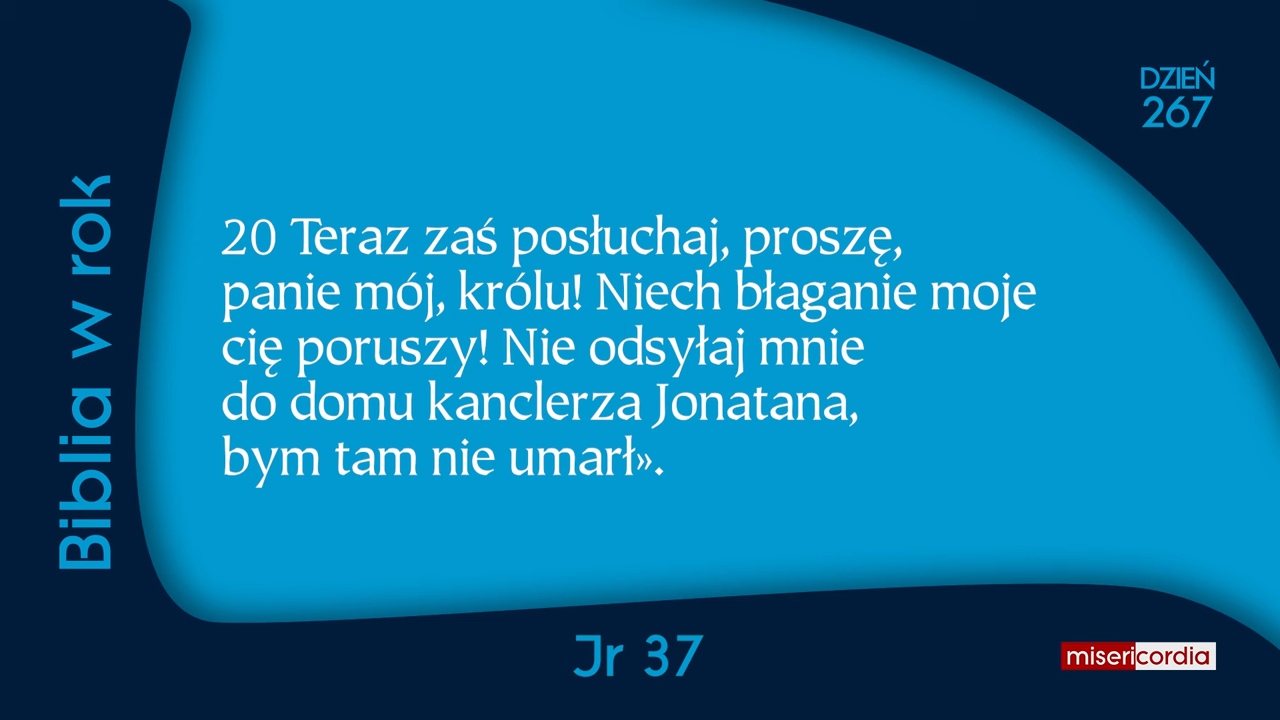 DZIEŃ
267
Biblia w rok
20 Teraz zaś posłuchaj, proszę,
panie mój, królu! Niech błaganie moje
cię poruszy! Nie odsyłaj mnie
do domu kanclerza Jonatana,
bym tam nie umarł».
Jr 37
misericordia